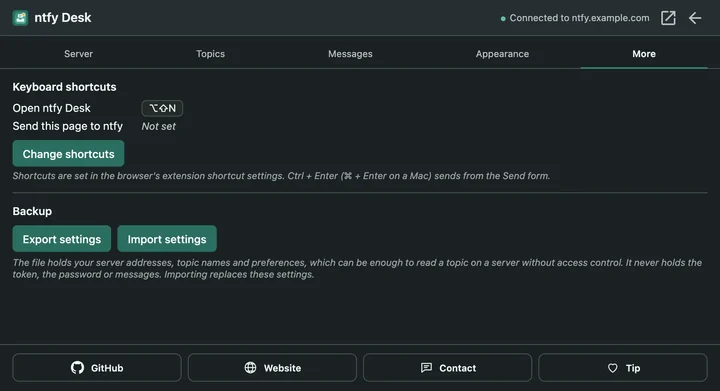 ntfy Desk
Connected to ntfy.example.com
Server
Topics
Messages
Appearance
More
Keyboard shortcuts
Open ntfy Desk ⌥⇧N
Send this page to ntfy Not set
Change shortcuts
Shortcuts are set in the browser's extension shortcut settings. Ctrl + Enter (⌘ + Enter on a Mac) sends from the Send form.
Backup
Export settings
Import settings
The file holds your server addresses, topic names and preferences, which can be enough to read a topic on a server without access control. It never holds the
token, the password or messages. Importing replaces these settings.
GitHub
Website
Contact
Tip